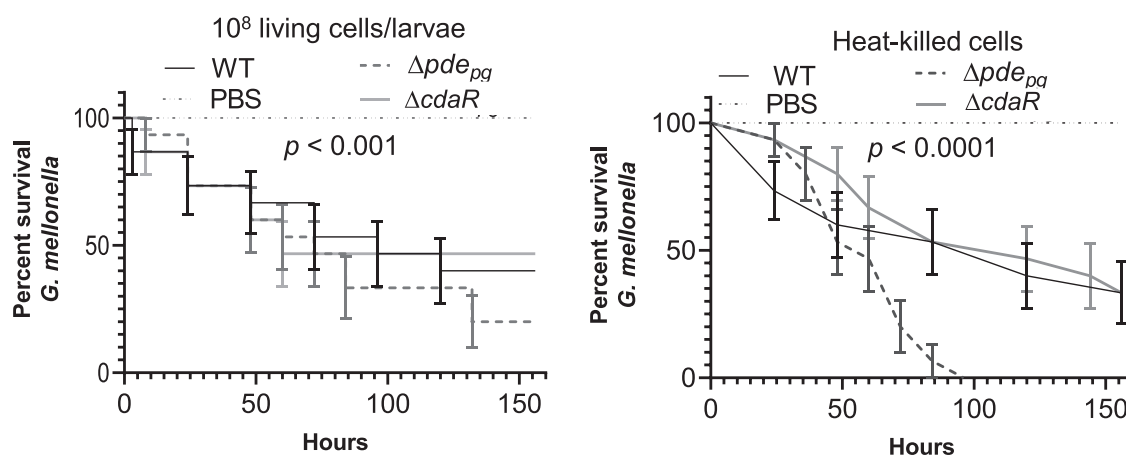 10⁸ living cells/larvae
WT
Δpdepg
PBS
ΔcdaR
100
p < 0.001
50
0
0 50 100 150
Hours
Percent survival
G. mellonella
Heat-killed cells
WT
Δpdepg
PBS
ΔcdaR
100
p < 0.0001
50
0
0 50 100 150
Hours
Percent survival
G. mellonella